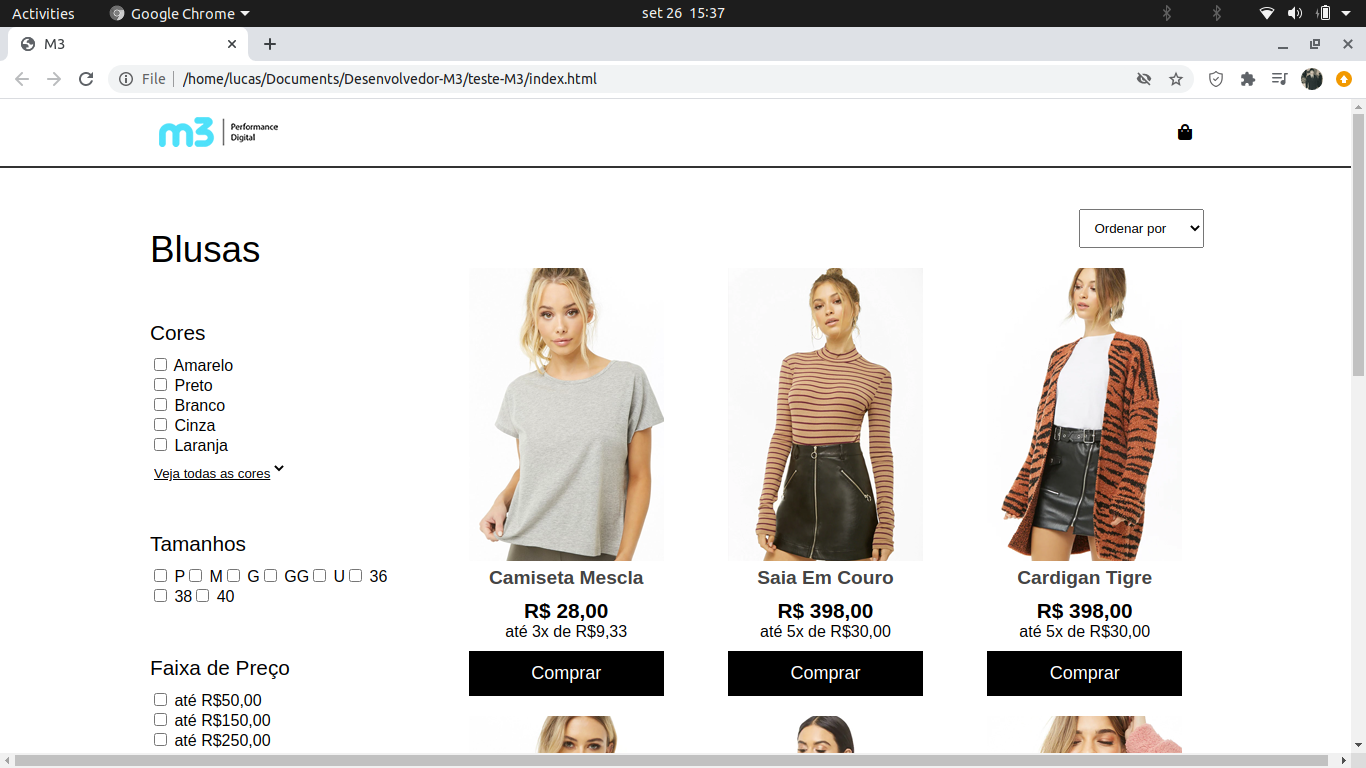 Activities
Google Chrome
set 26 15:37
M3
File
/home/lucas/Documents/Desenvolvedor-M3/teste-M3/index.html
m3 Performance
Digital
Ordenar por
Blusas
Cores
Amarelo
Preto
Branco
Cinza
Laranja
Veja todas as cores
Tamanhos
P M G GG U 36
38 40
Faixa de Preço
até R$50,00
até R$150,00
até R$250,00
Camiseta Mescla
R$ 28,00
até 3x de R$9,33
Comprar
Saia Em Couro
R$ 398,00
até 5x de R$30,00
Comprar
Cardigan Tigre
R$ 398,00
até 5x de R$30,00
Comprar